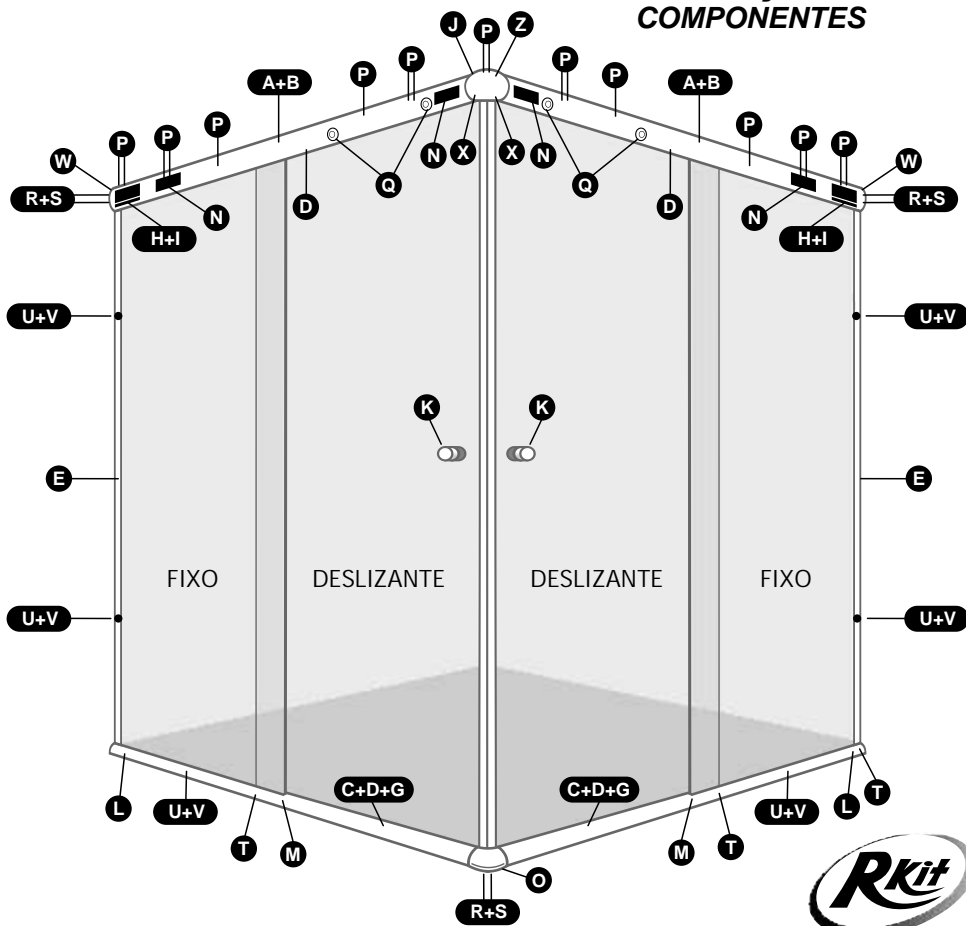 COMPONENTES
J P Z
P P
P P
A+B A+B
P P
P P P P
W W
R+S N X X N R+S
Q Q
N D D N
H+I H+I
U+V U+V
K K
E E
FIXO DESLIZANTE DESLIZANTE FIXO
U+V U+V
C+D+G C+D+G
L U+V U+V L T
T M M T
O
R+S
RKit